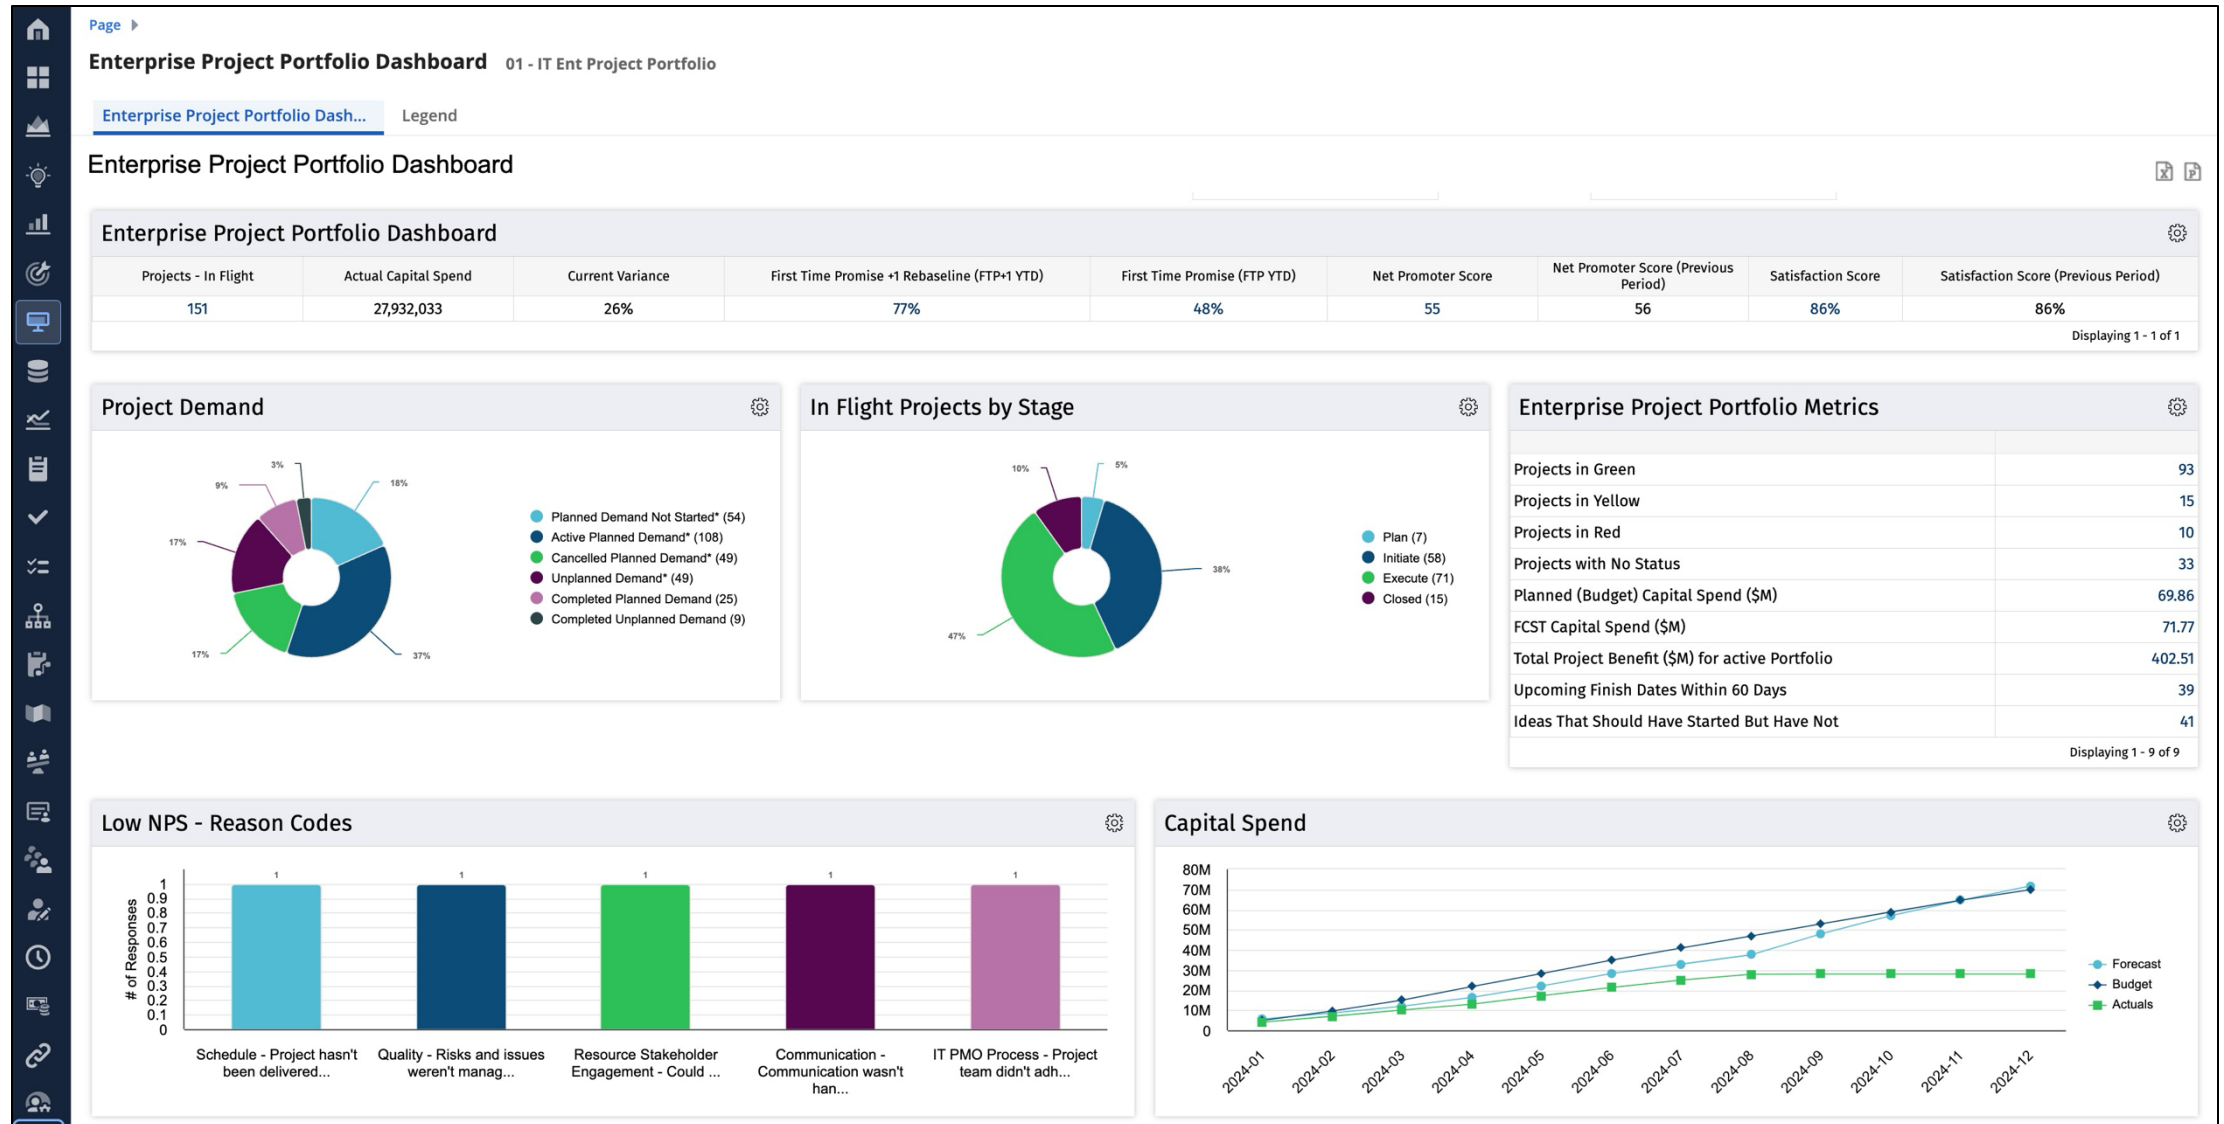 Page
Enterprise Project Portfolio Dashboard 01 - IT Ent Project Portfolio
Enterprise Project Portfolio Dash... Legend
Enterprise Project Portfolio Dashboard
Enterprise Project Portfolio Dashboard
Projects - In Flight Actual Capital Spend Current Variance First Time Promise +1 Rebaseline (FTP+1 YTD) First Time Promise (FTP YTD) Net Promoter Score Net Promoter Score (Previous Period) Satisfaction Score Satisfaction Score (Previous Period)
151 27,932,033 26% 77% 48% 55 56 86% 86%
Displaying 1 - 1 of 1
Project Demand
3%
9%
18%
17%
17%
37%
Planned Demand Not Started* (54)
Active Planned Demand* (108)
Cancelled Planned Demand* (49)
Unplanned Demand* (49)
Completed Planned Demand (25)
Completed Unplanned Demand (9)
In Flight Projects by Stage
10%
5%
38%
47%
Plan (7)
Initiate (58)
Execute (71)
Closed (15)
Enterprise Project Portfolio Metrics
Projects in Green 93
Projects in Yellow 15
Projects in Red 10
Projects with No Status 33
Planned (Budget) Capital Spend ($M) 69.86
FCST Capital Spend ($M) 71.77
Total Project Benefit ($M) for active Portfolio 402.51
Upcoming Finish Dates Within 60 Days 39
Ideas That Should Have Started But Have Not 41
Displaying 1 - 9 of 9
Low NPS - Reason Codes
# of Responses
1
0.9
0.8
0.7
0.6
0.5
0.4
0.3
0.2
0.1
0
1 1 1 1 1
Schedule - Project hasn't been delivered...
Quality - Risks and issues weren't manag...
Resource Stakeholder Engagement - Could ...
Communication - Communication wasn't han...
IT PMO Process - Project team didn't adh...
Capital Spend
80M
70M
60M
50M
40M
30M
20M
10M
0
2024-01 2024-02 2024-03 2024-04 2024-05 2024-06 2024-07 2024-08 2024-09 2024-10 2024-11 2024-12
Forecast
Budget
Actuals